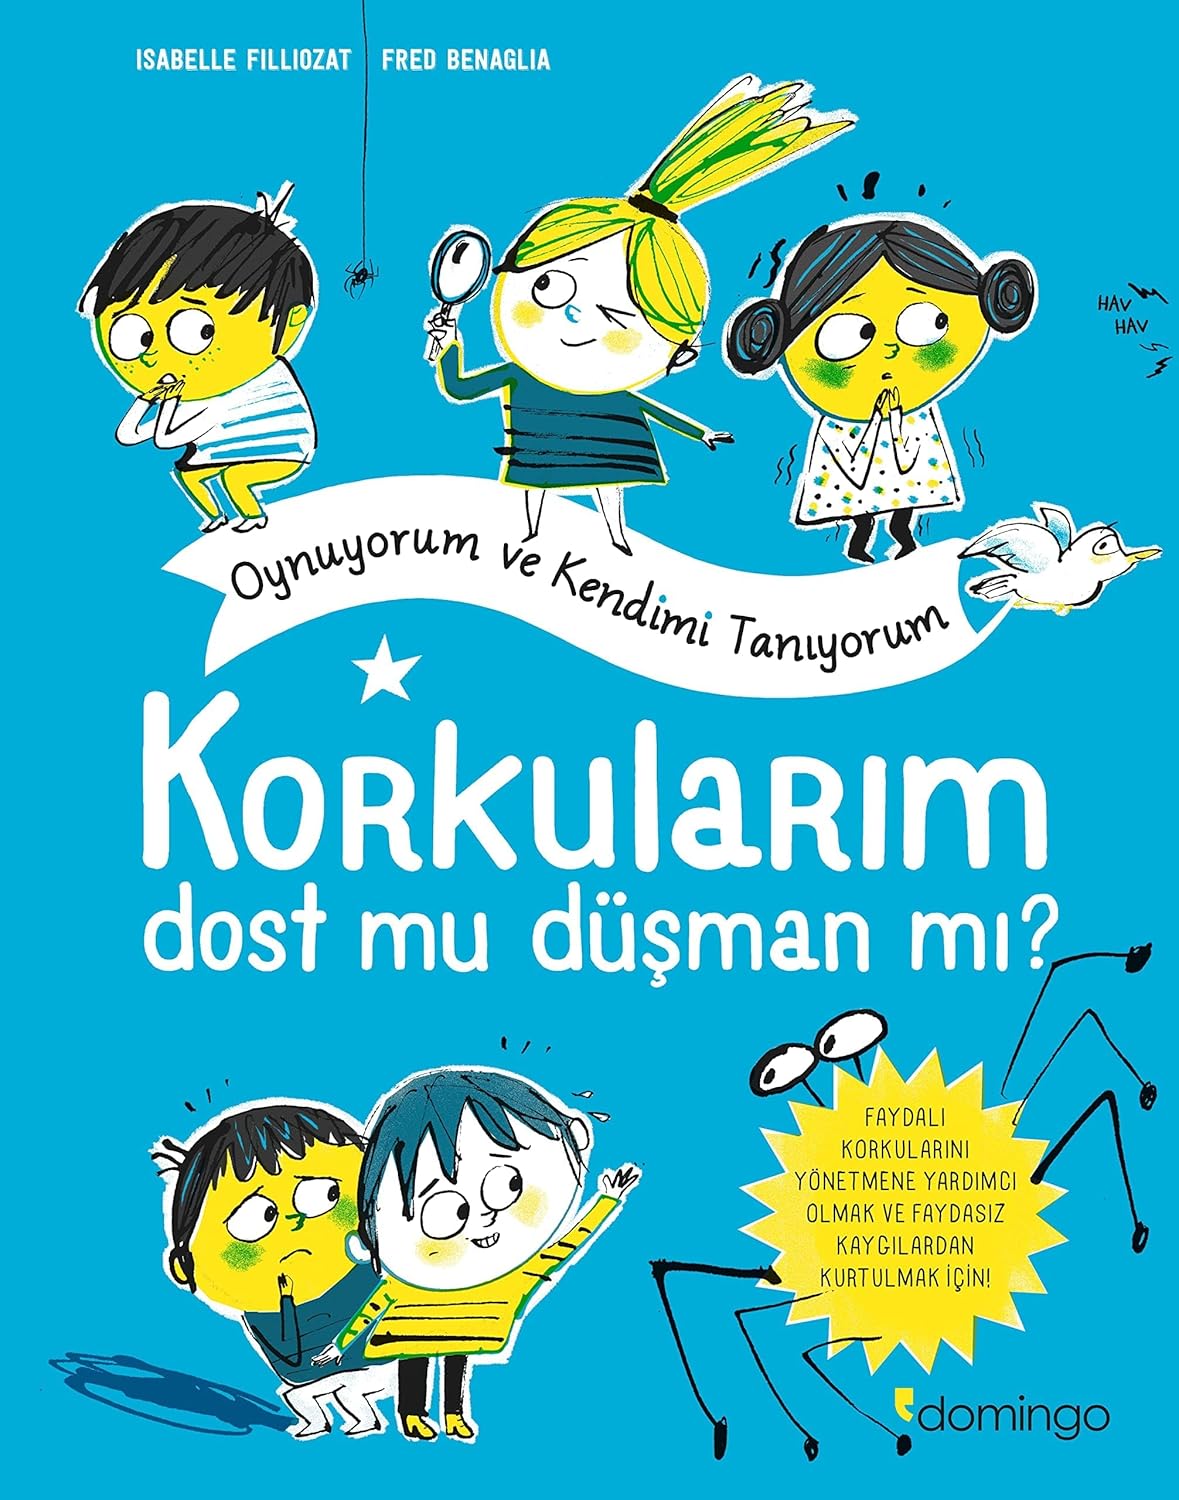 ISABELLE FILLIOZAT FRED BENAGLIA
HAV
HAV
Oynuyorum ve Kendimi Tanıyorum
Korkularım
dost mu düşman mı?
FAYDALI
KORKULARINI
YÖNETMENE YARDIMCI
OLMAK VE FAYDASIZ
KAYGILARDAN
KURTULMAK İÇİN!
domingo